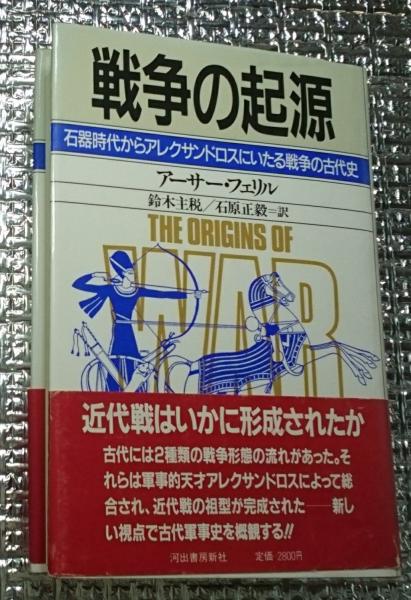 戦争の起源
石器時代からアレクサンドロスにいたる戦争の古代史
アーサー・フェリル
鈴木主税/石原正毅=訳
THE ORIGINS OF
WAR
近代戦はいかに形成されたか
古代には2種類の戦争形態の流れがあった。そ
れらは軍事的天才アレクサンドロスによって総
合され、近代戦の祖型が完成された――新し
い視点で古代軍事史を概観する!!
河出書房新社 定価 2800円